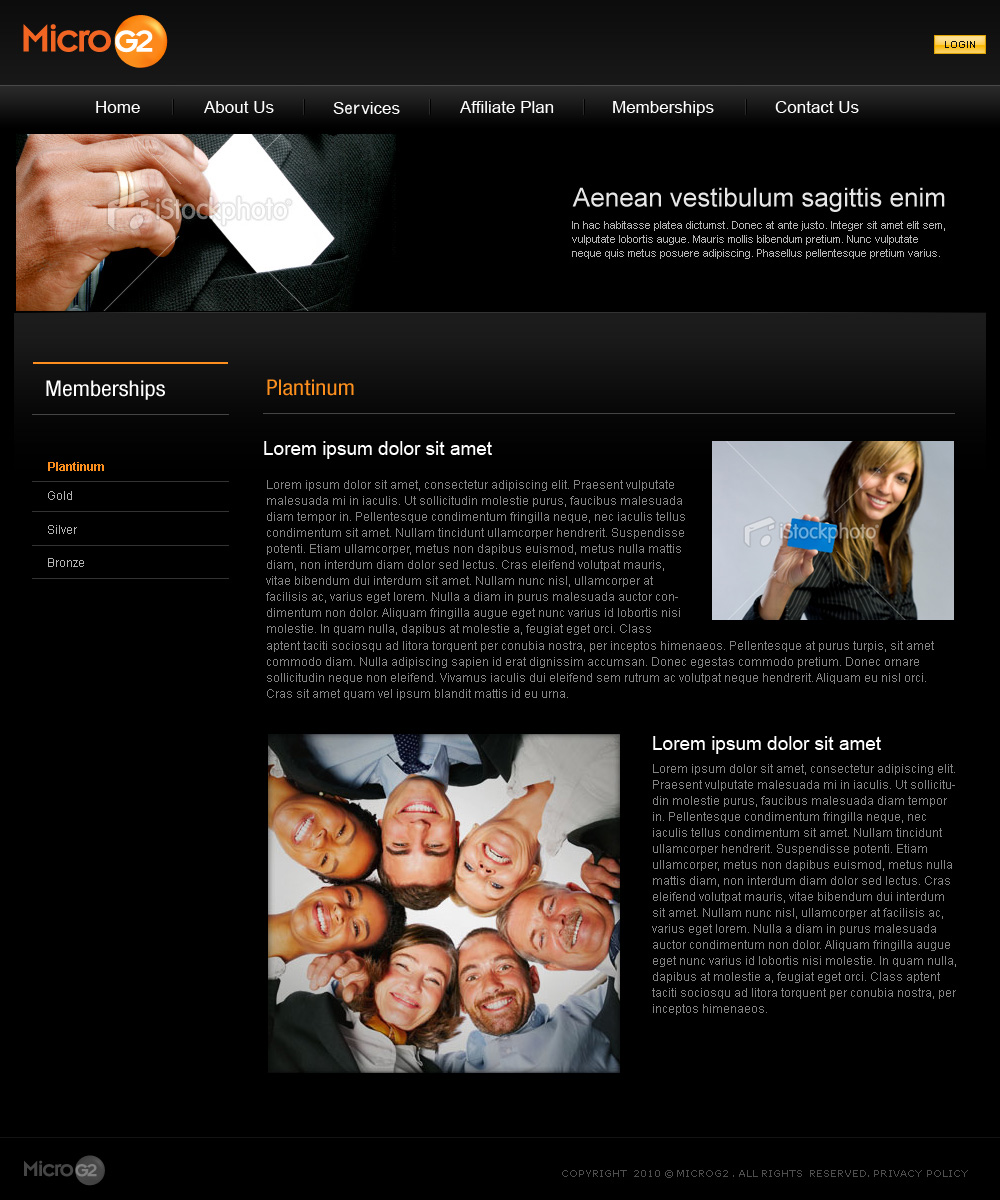 Micro G2
LOGIN
Home
About Us
Services
Affiliate Plan
Memberships
Contact Us
iStockphoto
Aenean vestibulum sagittis enim
In hac habitasse platea dictumst. Donec at ante justo. Integer sit amet elit sem,
vulputate lobortis augue. Mauris mollis bibendum pretium. Nunc vulputate
neque quis metus posuere adipiscing. Phasellus pellentesque pretium varius.
Memberships
Plantinum
Gold
Silver
Bronze
Plantinum
Lorem ipsum dolor sit amet
Lorem ipsum dolor sit amet, consectetur adipiscing elit. Praesent vulputate
malesuada mi in iaculis. Ut sollicitudin molestie purus, faucibus malesuada
diam tempor in. Pellentesque condimentum fringilla neque, nec iaculis tellus
condimentum sit amet. Nullam tincidunt ullamcorper hendrerit. Suspendisse
potenti. Etiam ullamcorper, metus non dapibus euismod, metus nulla mattis
diam, non interdum diam dolor sed lectus. Cras eleifend volutpat mauris,
vitae bibendum dui interdum sit amet. Nullam nunc nisl, ullamcorper at
facilisis ac, varius eget lorem. Nulla a diam in purus malesuada auctor con-
dimentum non dolor. Aliquam fringilla augue eget nunc varius id lobortis nisi
molestie. In quam nulla, dapibus at molestie a, feugiat eget orci. Class
aptent taciti sociosqu ad litora torquent per conubia nostra, per inceptos himenaeos. Pellentesque at purus turpis, sit amet
commodo diam. Nulla adipiscing sapien id erat dignissim accumsan. Donec egestas commodo pretium. Donec ornare
sollicitudin neque non eleifend. Vivamus iaculis dui eleifend sem rutrum ac volutpat neque hendrerit. Aliquam eu nisl orci.
Cras sit amet quam vel ipsum blandit mattis id eu urna.
iStockphoto
Lorem ipsum dolor sit amet
Lorem ipsum dolor sit amet, consectetur adipiscing elit.
Praesent vulputate malesuada mi in iaculis. Ut sollicitu-
din molestie purus, faucibus malesuada diam tempor
in. Pellentesque condimentum fringilla neque, nec
iaculis tellus condimentum sit amet. Nullam tincidunt
ullamcorper hendrerit. Suspendisse potenti. Etiam
ullamcorper, metus non dapibus euismod, metus nulla
mattis diam, non interdum diam dolor sed lectus. Cras
eleifend volutpat mauris, vitae bibendum dui interdum
sit amet. Nullam nunc nisl, ullamcorper at facilisis ac,
varius eget lorem. Nulla a diam in purus malesuada
auctor condimentum non dolor. Aliquam fringilla augue
eget nunc varius id lobortis nisi molestie. In quam nulla,
dapibus at molestie a, feugiat eget orci. Class aptent
taciti sociosqu ad litora torquent per conubia nostra, per
inceptos himenaeos.
Micro G2
COPYRIGHT 2010 © MICROG2 . ALL RIGHTS RESERVED. PRIVACY POLICY